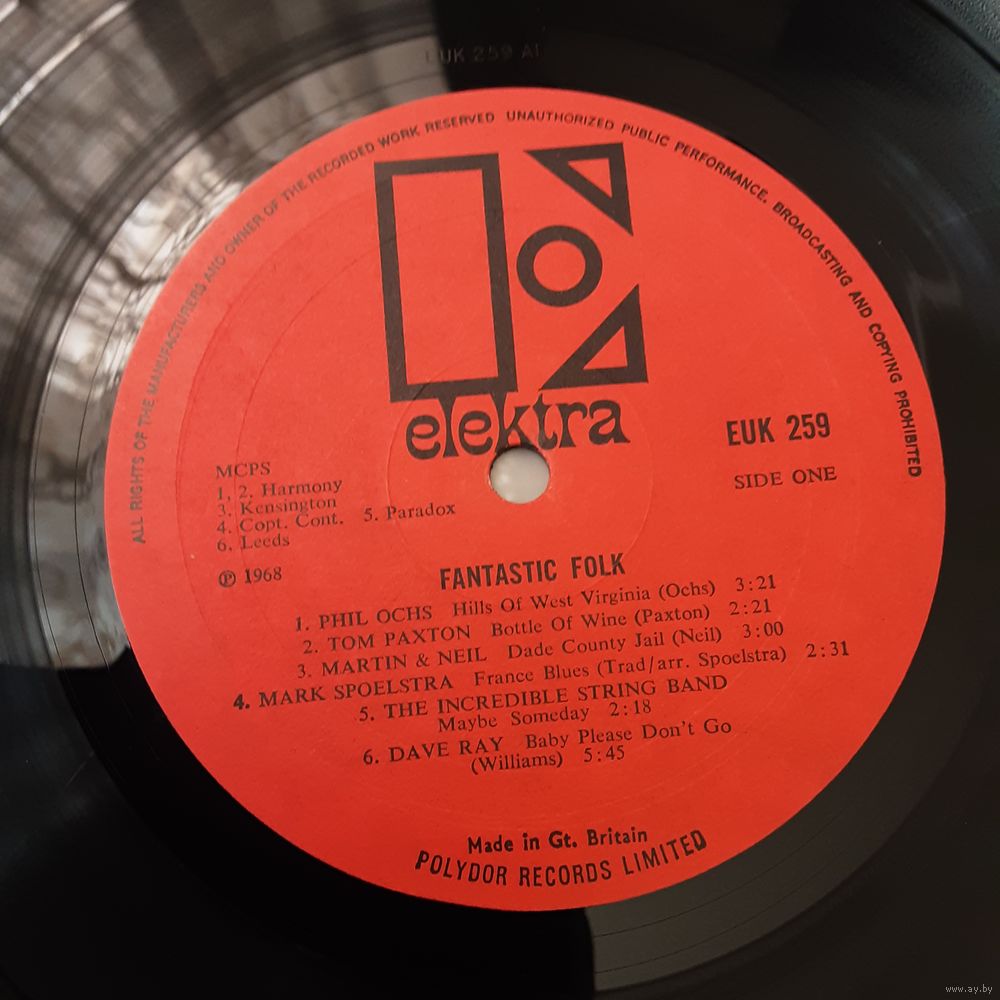 EUK 259 A1
ALL RIGHTS OF THE MANUFACTURERS AND OWNER OF THE RECORDED WORK RESERVED UNAUTHORIZED PUBLIC PERFORMANCE, BROADCASTING AND COPYING PROHIBITED
elektra
EUK 259
SIDE ONE
MCPS
1, 2. Harmony
3. Kensington
4. Copt. Cont. 5. Paradox
6. Leeds
℗ 1968
FANTASTIC FOLK
1. PHIL OCHS Hills Of West Virginia (Ochs) 3:21
2. TOM PAXTON Bottle Of Wine (Paxton) 2:21
3. MARTIN & NEIL Dade County Jail (Neil) 3:00
4. MARK SPOELSTRA France Blues (Trad/arr. Spoelstra) 2:31
5. THE INCREDIBLE STRING BAND
Maybe Someday 2:18
6. DAVE RAY Baby Please Don't Go
(Williams) 5:45
Made in Gt. Britain
POLYDOR RECORDS LIMITED
www.ay.by